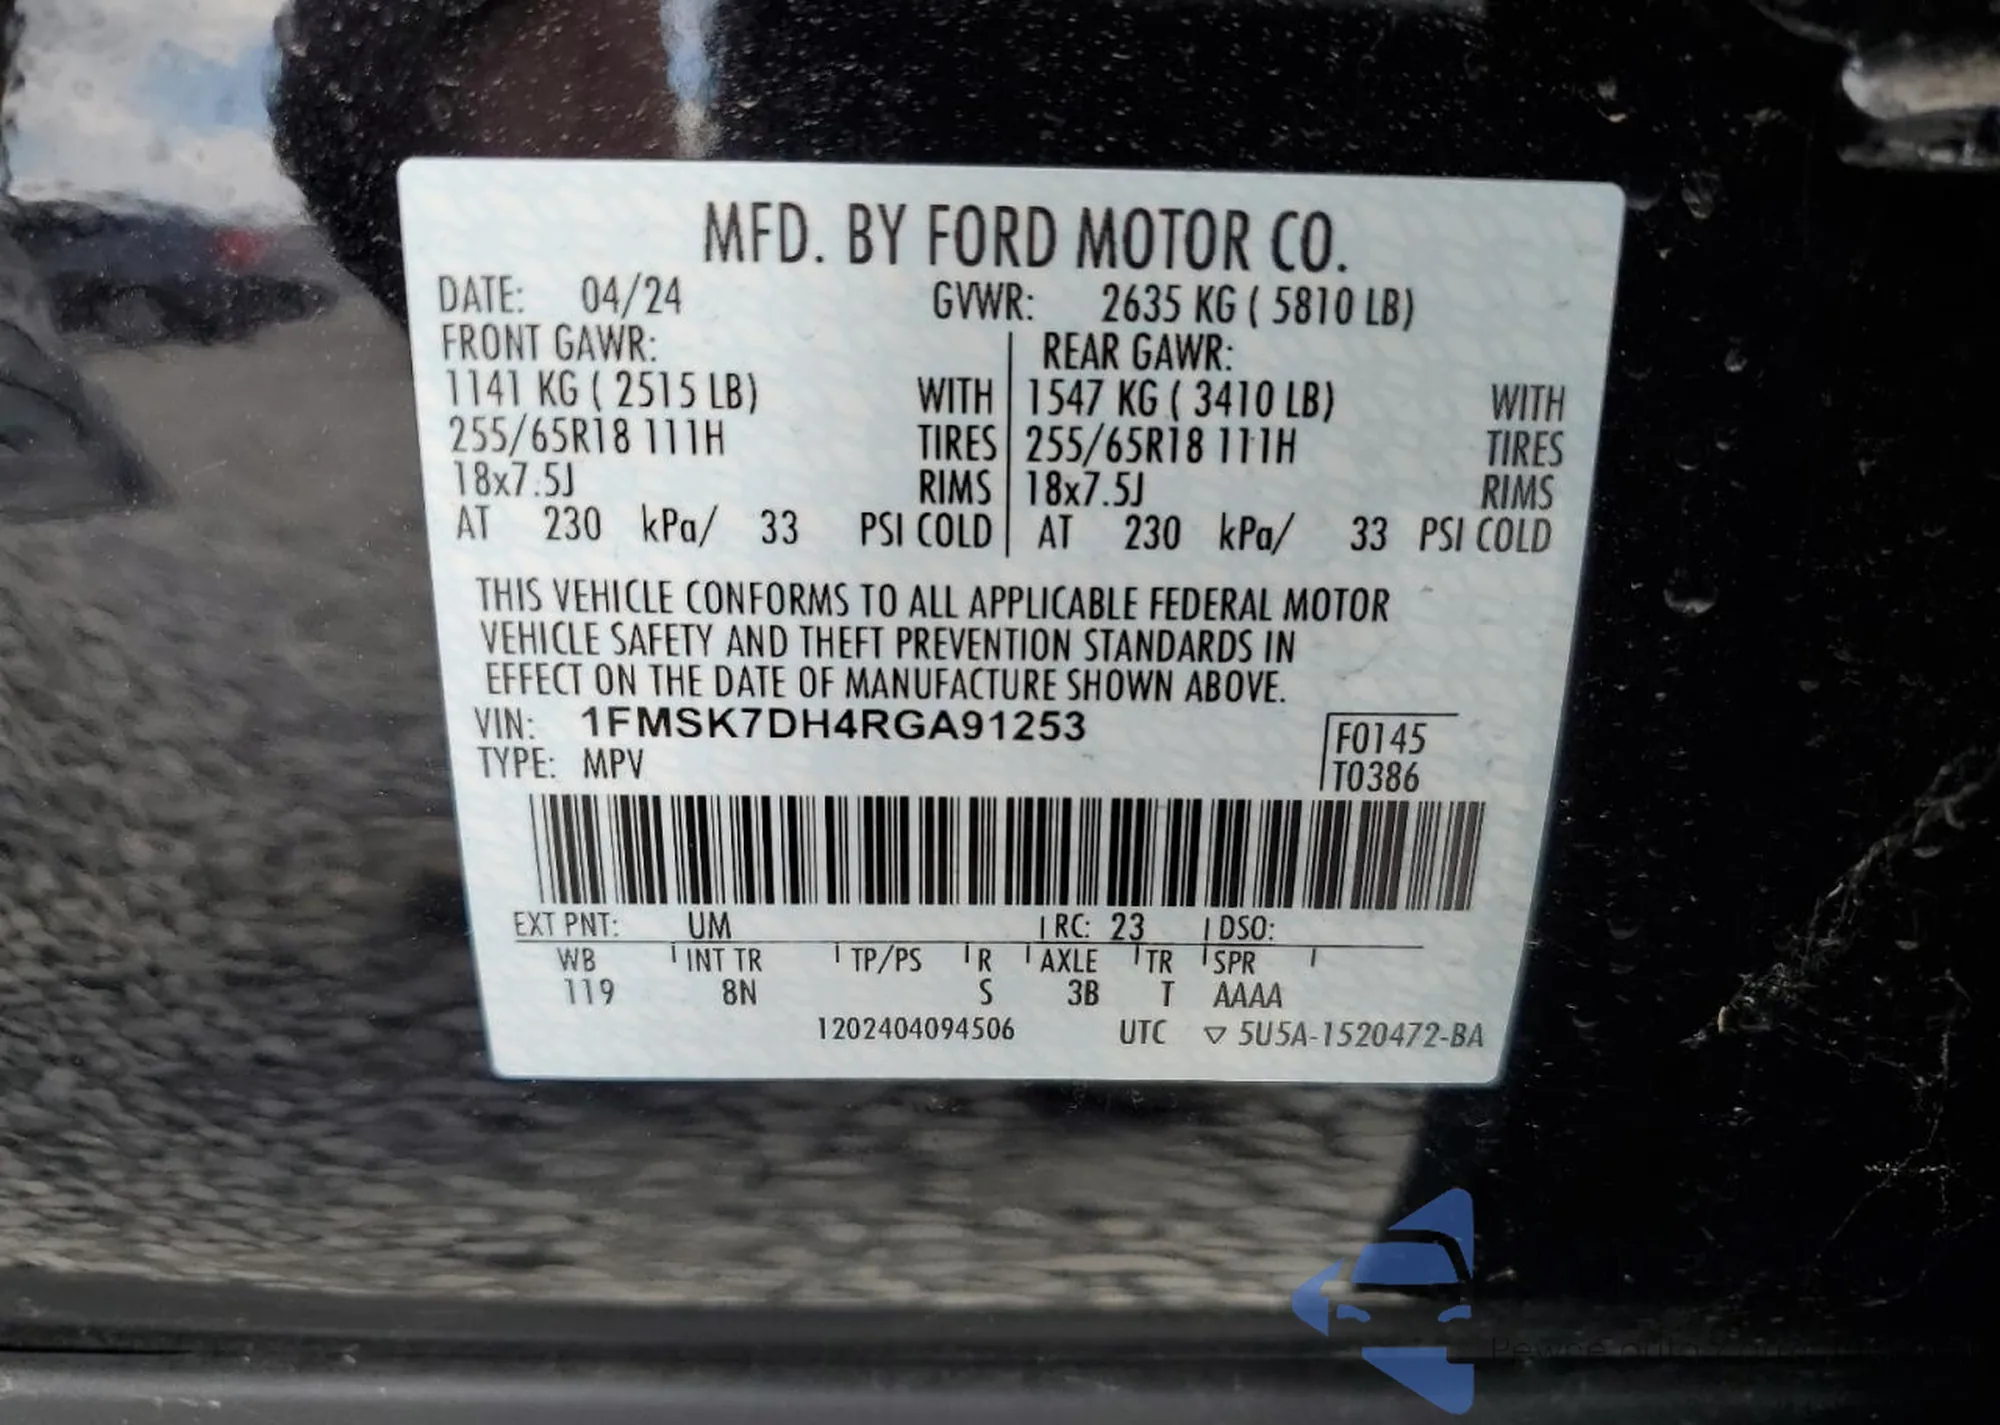 MFD. BY FORD MOTOR CO.
DATE: 04/24 GVWR: 2635 KG ( 5810 LB)
FRONT GAWR: REAR GAWR:
1141 KG ( 2515 LB) WITH 1547 KG ( 3410 LB) WITH
255/65R18 111H TIRES 255/65R18 111H TIRES
18x7.5J RIMS 18x7.5J RIMS
AT 230 kPa/ 33 PSI COLD AT 230 kPa/ 33 PSI COLD
THIS VEHICLE CONFORMS TO ALL APPLICABLE FEDERAL MOTOR
VEHICLE SAFETY AND THEFT PREVENTION STANDARDS IN
EFFECT ON THE DATE OF MANUFACTURE SHOWN ABOVE.
VIN: 1FMSK7DH4RGA91253
TYPE: MPV
F0145
T0386
EXT PNT: UM RC: 23 DSO:
WB INT TR TP/PS R AXLE TR SPR
119 8N S 3B T AAAA
1202404094506 UTC ▽ 5U5A-1520472-BA